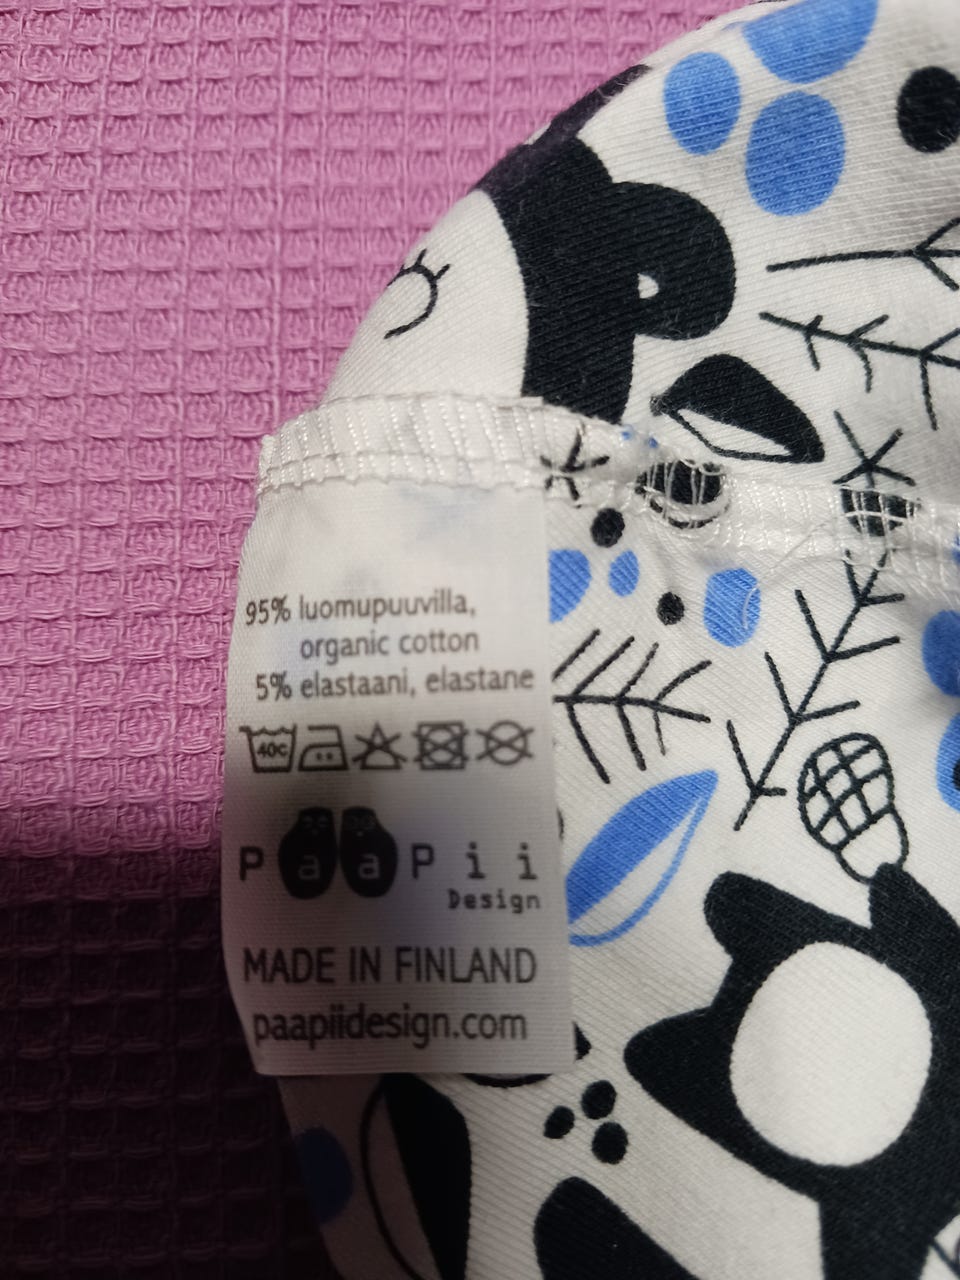 95% luomupuuvilla,
organic cotton
5% elastaani, elastane
40c
PaaPii
Design
MADE IN FINLAND
paapiidesign.com